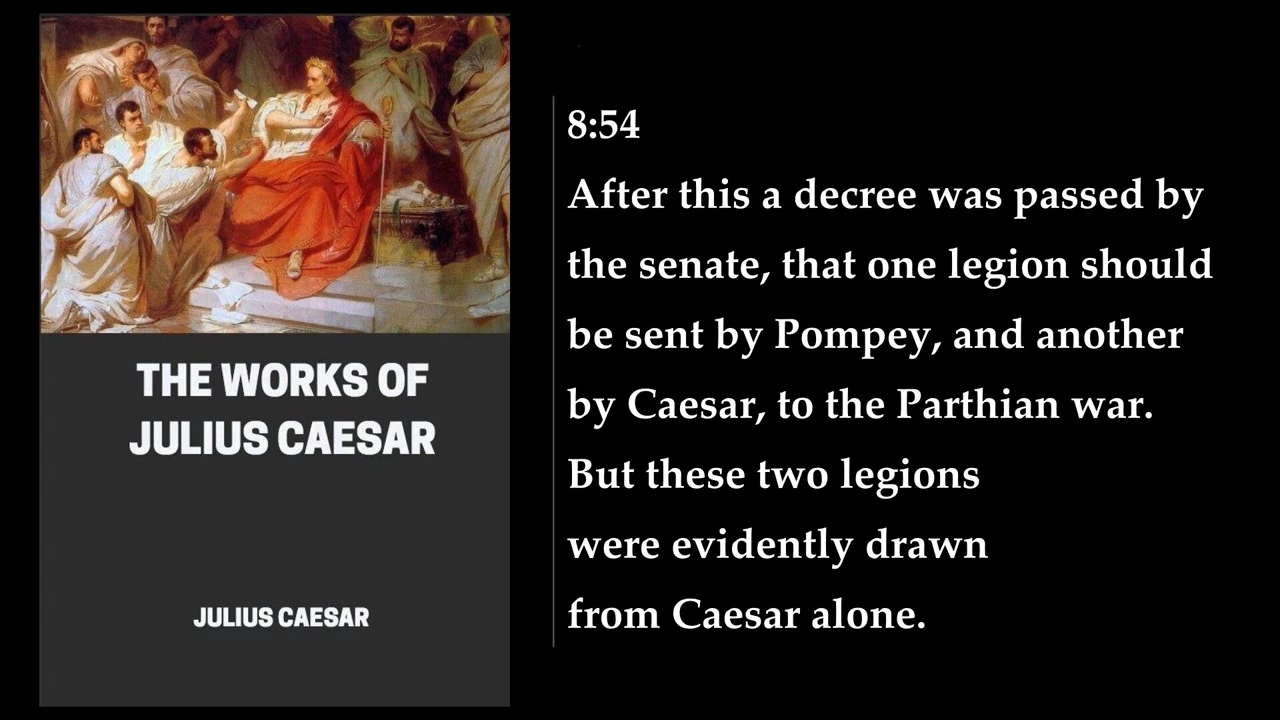 THE WORKS OF
JULIUS CAESAR
JULIUS CAESAR
8:54
After this a decree was passed by
the senate, that one legion should
be sent by Pompey, and another
by Caesar, to the Parthian war.
But these two legions
were evidently drawn
from Caesar alone.